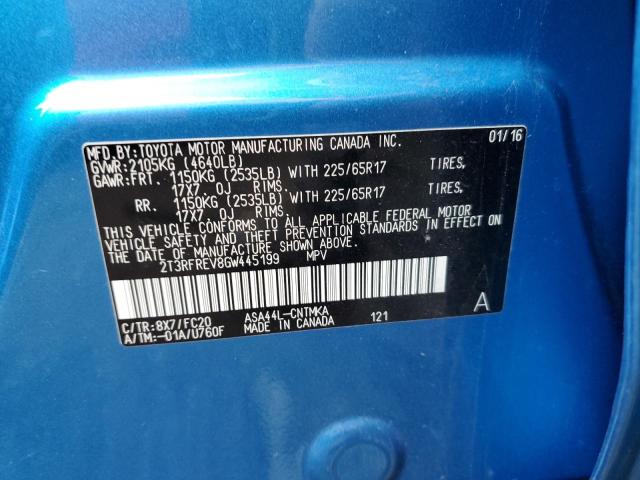 MFD.BY:TOYOTA MOTOR MANUFACTURING CANADA INC. 01/16
GVWR:2105KG (4640LB)
GAWR:FRT. 1150KG (2535LB) WITH 225/65R17 TIRES,
17X7 0J RIMS.
RR. 1150KG (2535LB) WITH 225/65R17 TIRES,
17X7 0J RIMS.
THIS VEHICLE CONFORMS TO ALL APPLICABLE FEDERAL MOTOR
VEHICLE SAFETY AND THEFT PREVENTION STANDARDS IN EFFECT ON
THE DATE OF MANUFACTURE SHOWN ABOVE.
2T3RFREV8GW445199 MPV
C/TR:8X7/FC20 ASA44L-CNTMKA 121 A
A/TM:-01A/U760F MADE IN CANADA